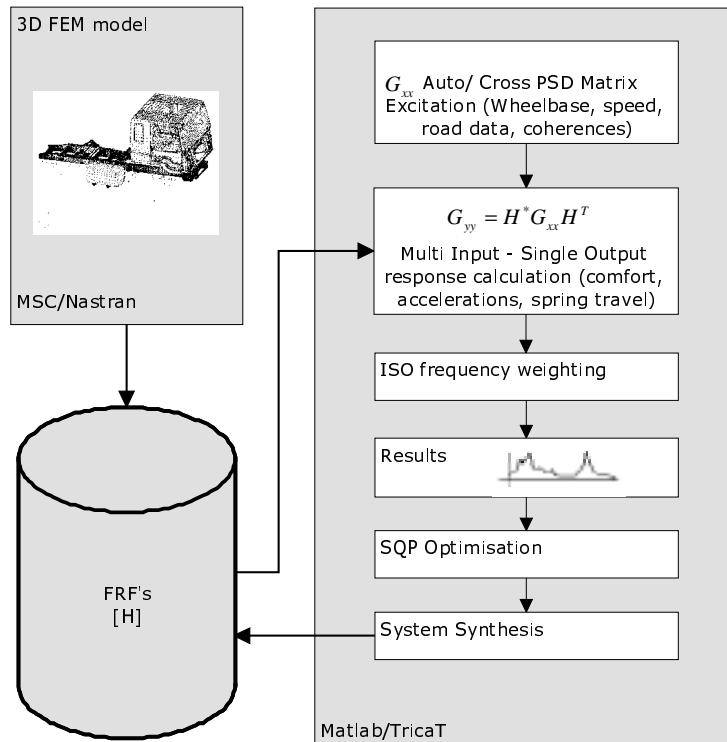 3D FEM model
MSC/Nastran
FRF's
[H]
G_xx Auto/ Cross PSD Matrix
Excitation (Wheelbase, speed,
road data, coherences)
G_yy = H^* G_xx H^T
Multi Input - Single Output
response calculation (comfort,
accelerations, spring travel)
ISO frequency weighting
Results
SQP Optimisation
System Synthesis
Matlab/TricaT